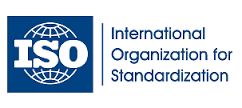 ISO
International
Organization for
Standardization